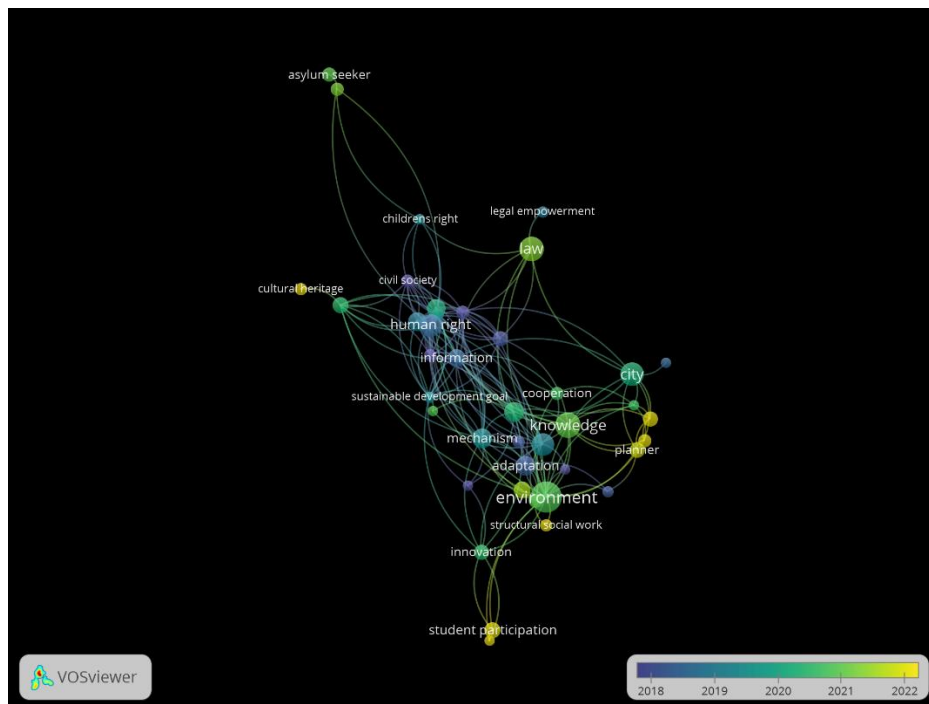 asylum seeker
childrens right
legal empowerment
law
civil society
cultural heritage
human right
information
city
sustainable development goal
cooperation
knowledge
mechanism
planner
adaptation
environment
structural social work
innovation
student participation
VOSviewer
2018 2019 2020 2021 2022